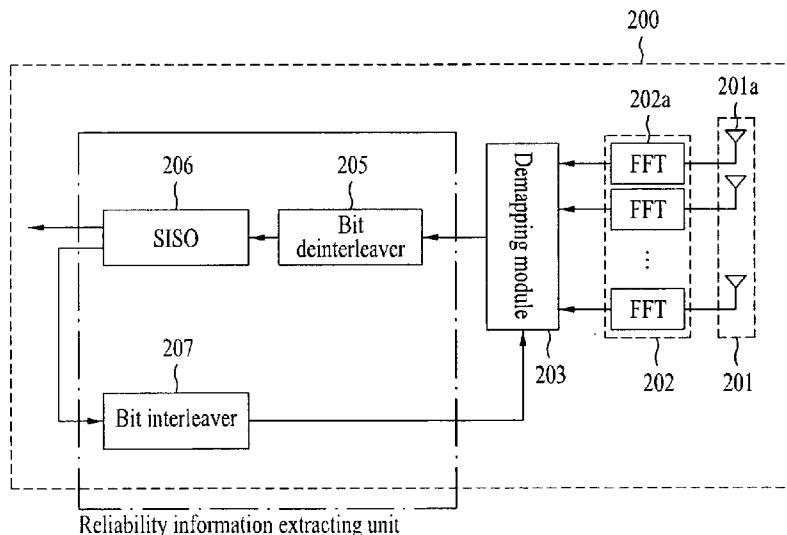 200
202a
201a
206
205
FFT
SISO
Bit
deinterleaver
Demapping module
FFT
...
FFT
207
203
202
201
Bit interleaver
Reliability information extracting unit